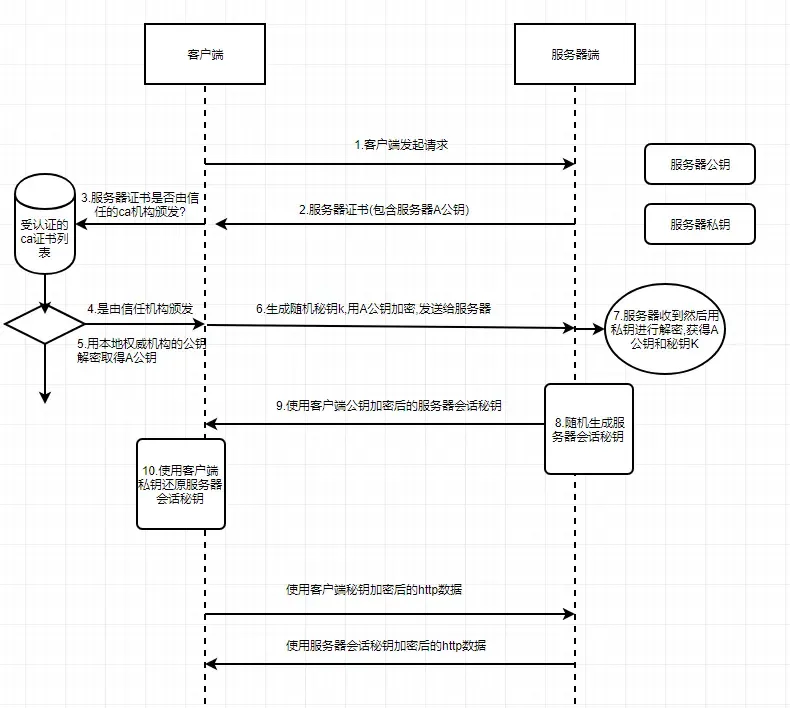 客户端
服务器端
1.客户端发起请求
服务器公钥
3.服务器证书是否由信
任的ca机构颁发?
2.服务器证书(包含服务器A公钥)
服务器私钥
受认证的
ca证书列
表
4.是由信任机构颁发
6.生成随机秘钥k,用A公钥加密,发送给服务器
7.服务器收到然后用
私钥进行解密,获得A
公钥和秘钥K
5.用本地权威机构的公钥
解密取得A公钥
9.使用客户端公钥加密后的服务器会话秘钥
8.随机生成服
务器会话秘钥
10.使用客户端
私钥还原服务器
会话秘钥
使用客户端秘钥加密后的http数据
使用服务器会话秘钥加密后的http数据